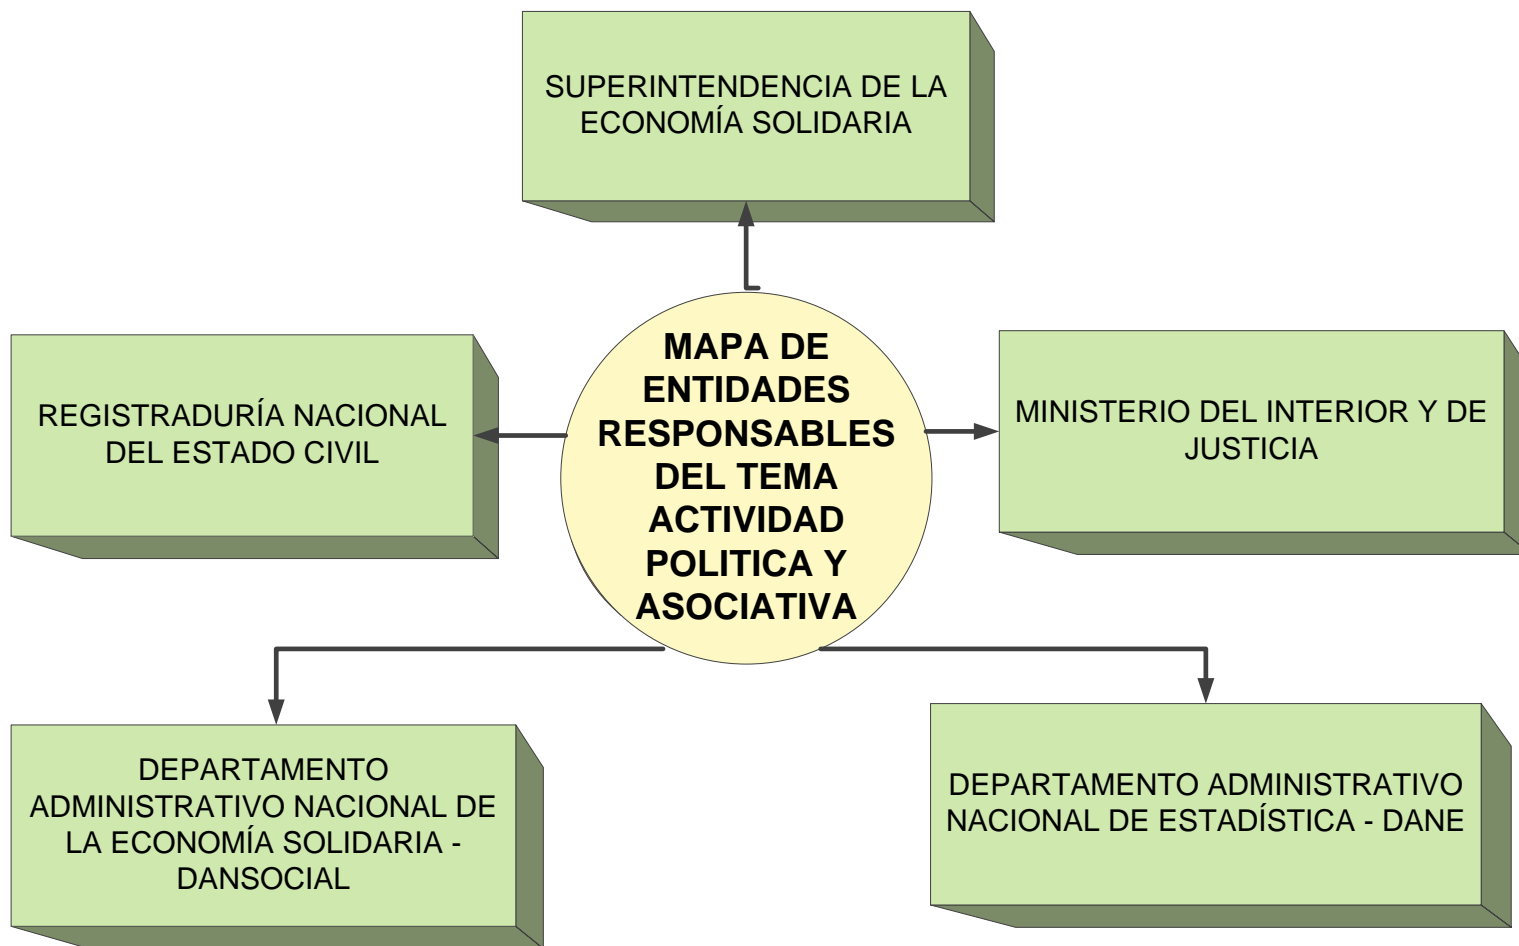 SUPERINTENDENCIA DE LA
ECONOMÍA SOLIDARIA
MAPA DE
ENTIDADES
RESPONSABLES
DEL TEMA
ACTIVIDAD
POLITICA Y
ASOCIATIVA
REGISTRADURÍA NACIONAL
DEL ESTADO CIVIL
MINISTERIO DEL INTERIOR Y DE
JUSTICIA
DEPARTAMENTO
ADMINISTRATIVO NACIONAL DE
LA ECONOMÍA SOLIDARIA -
DANSOCIAL
DEPARTAMENTO ADMINISTRATIVO
NACIONAL DE ESTADÍSTICA - DANE